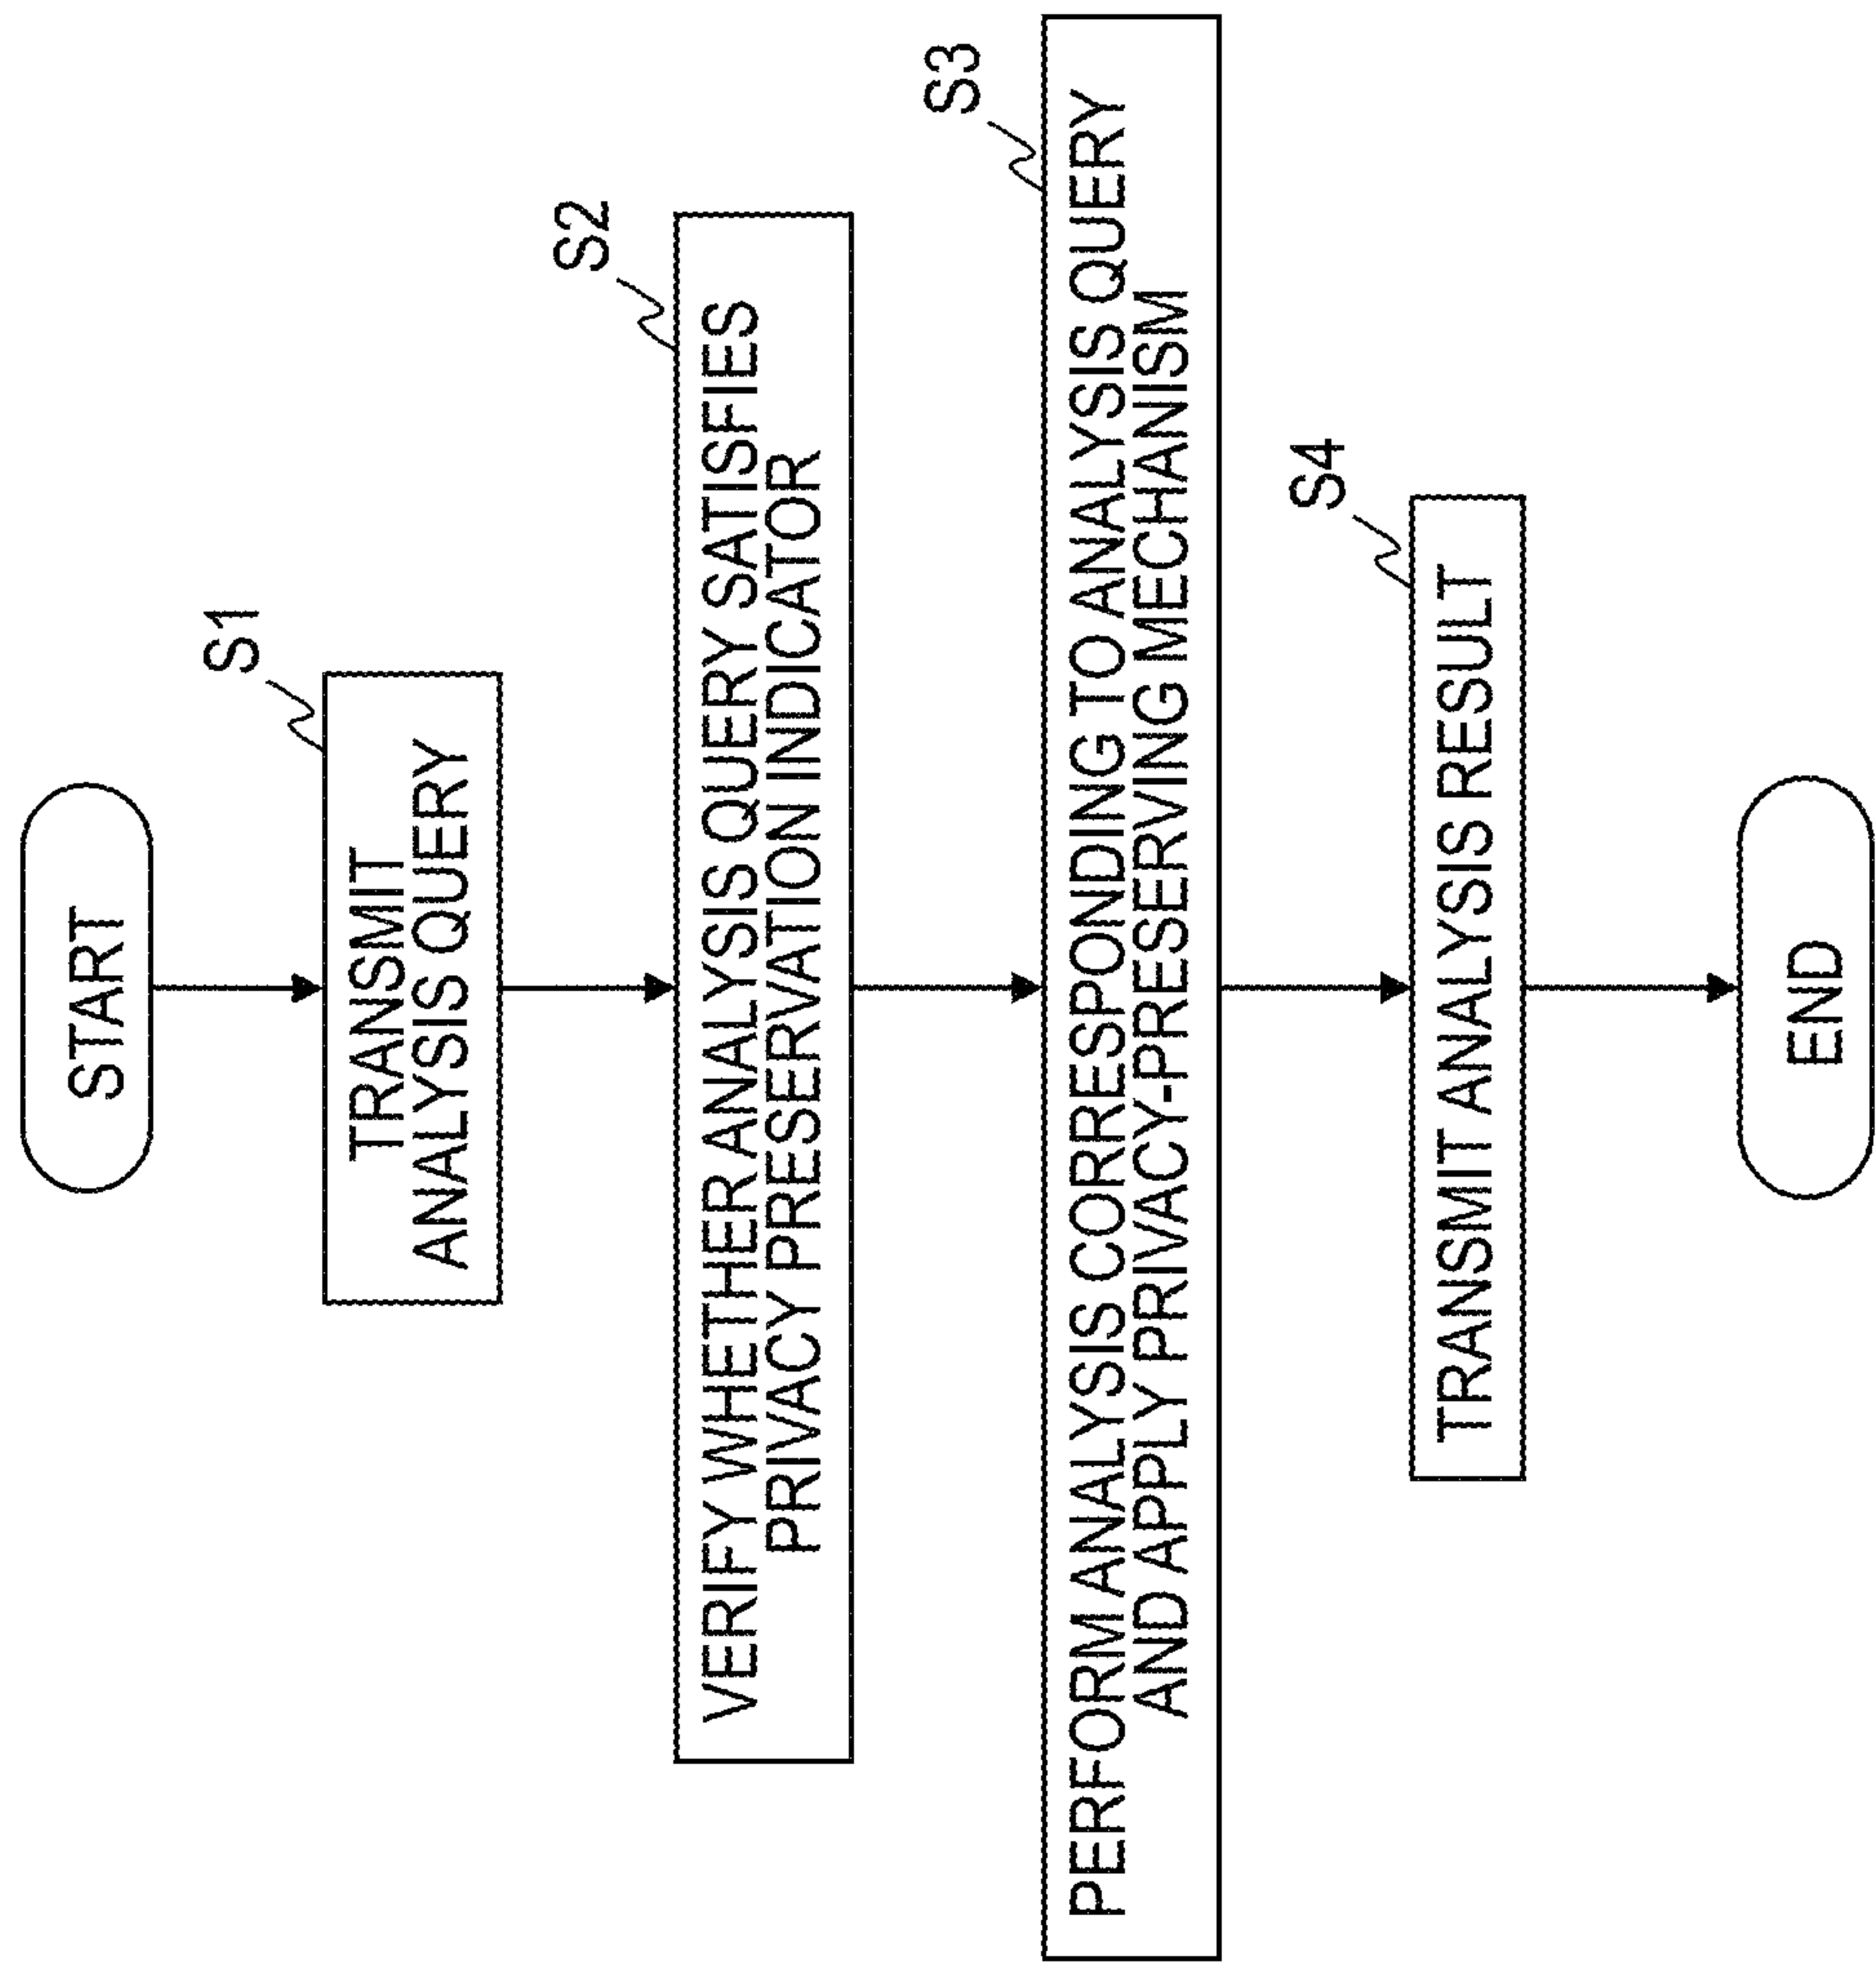 START
S1
TRANSMIT
ANALYSIS QUERY
S2
VERIFY WHETHER ANALYSIS QUERY SATISFIES
PRIVACY PRESERVATION INDICATOR
S3
PERFORM ANALYSIS CORRESPONDING TO ANALYSIS QUERY
AND APPLY PRIVACY-PRESERVING MECHANISM
S4
TRANSMIT ANALYSIS RESULT
END